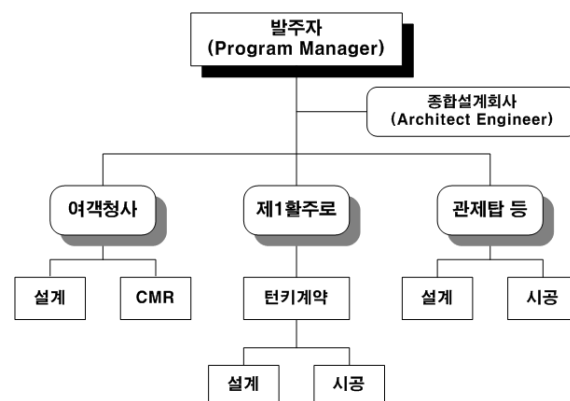 발주자
(Program Manager)
종합설계회사
(Architect Engineer)
여객청사
제1활주로
관제탑 등
설계
CMR
턴키계약
설계
시공
설계
시공